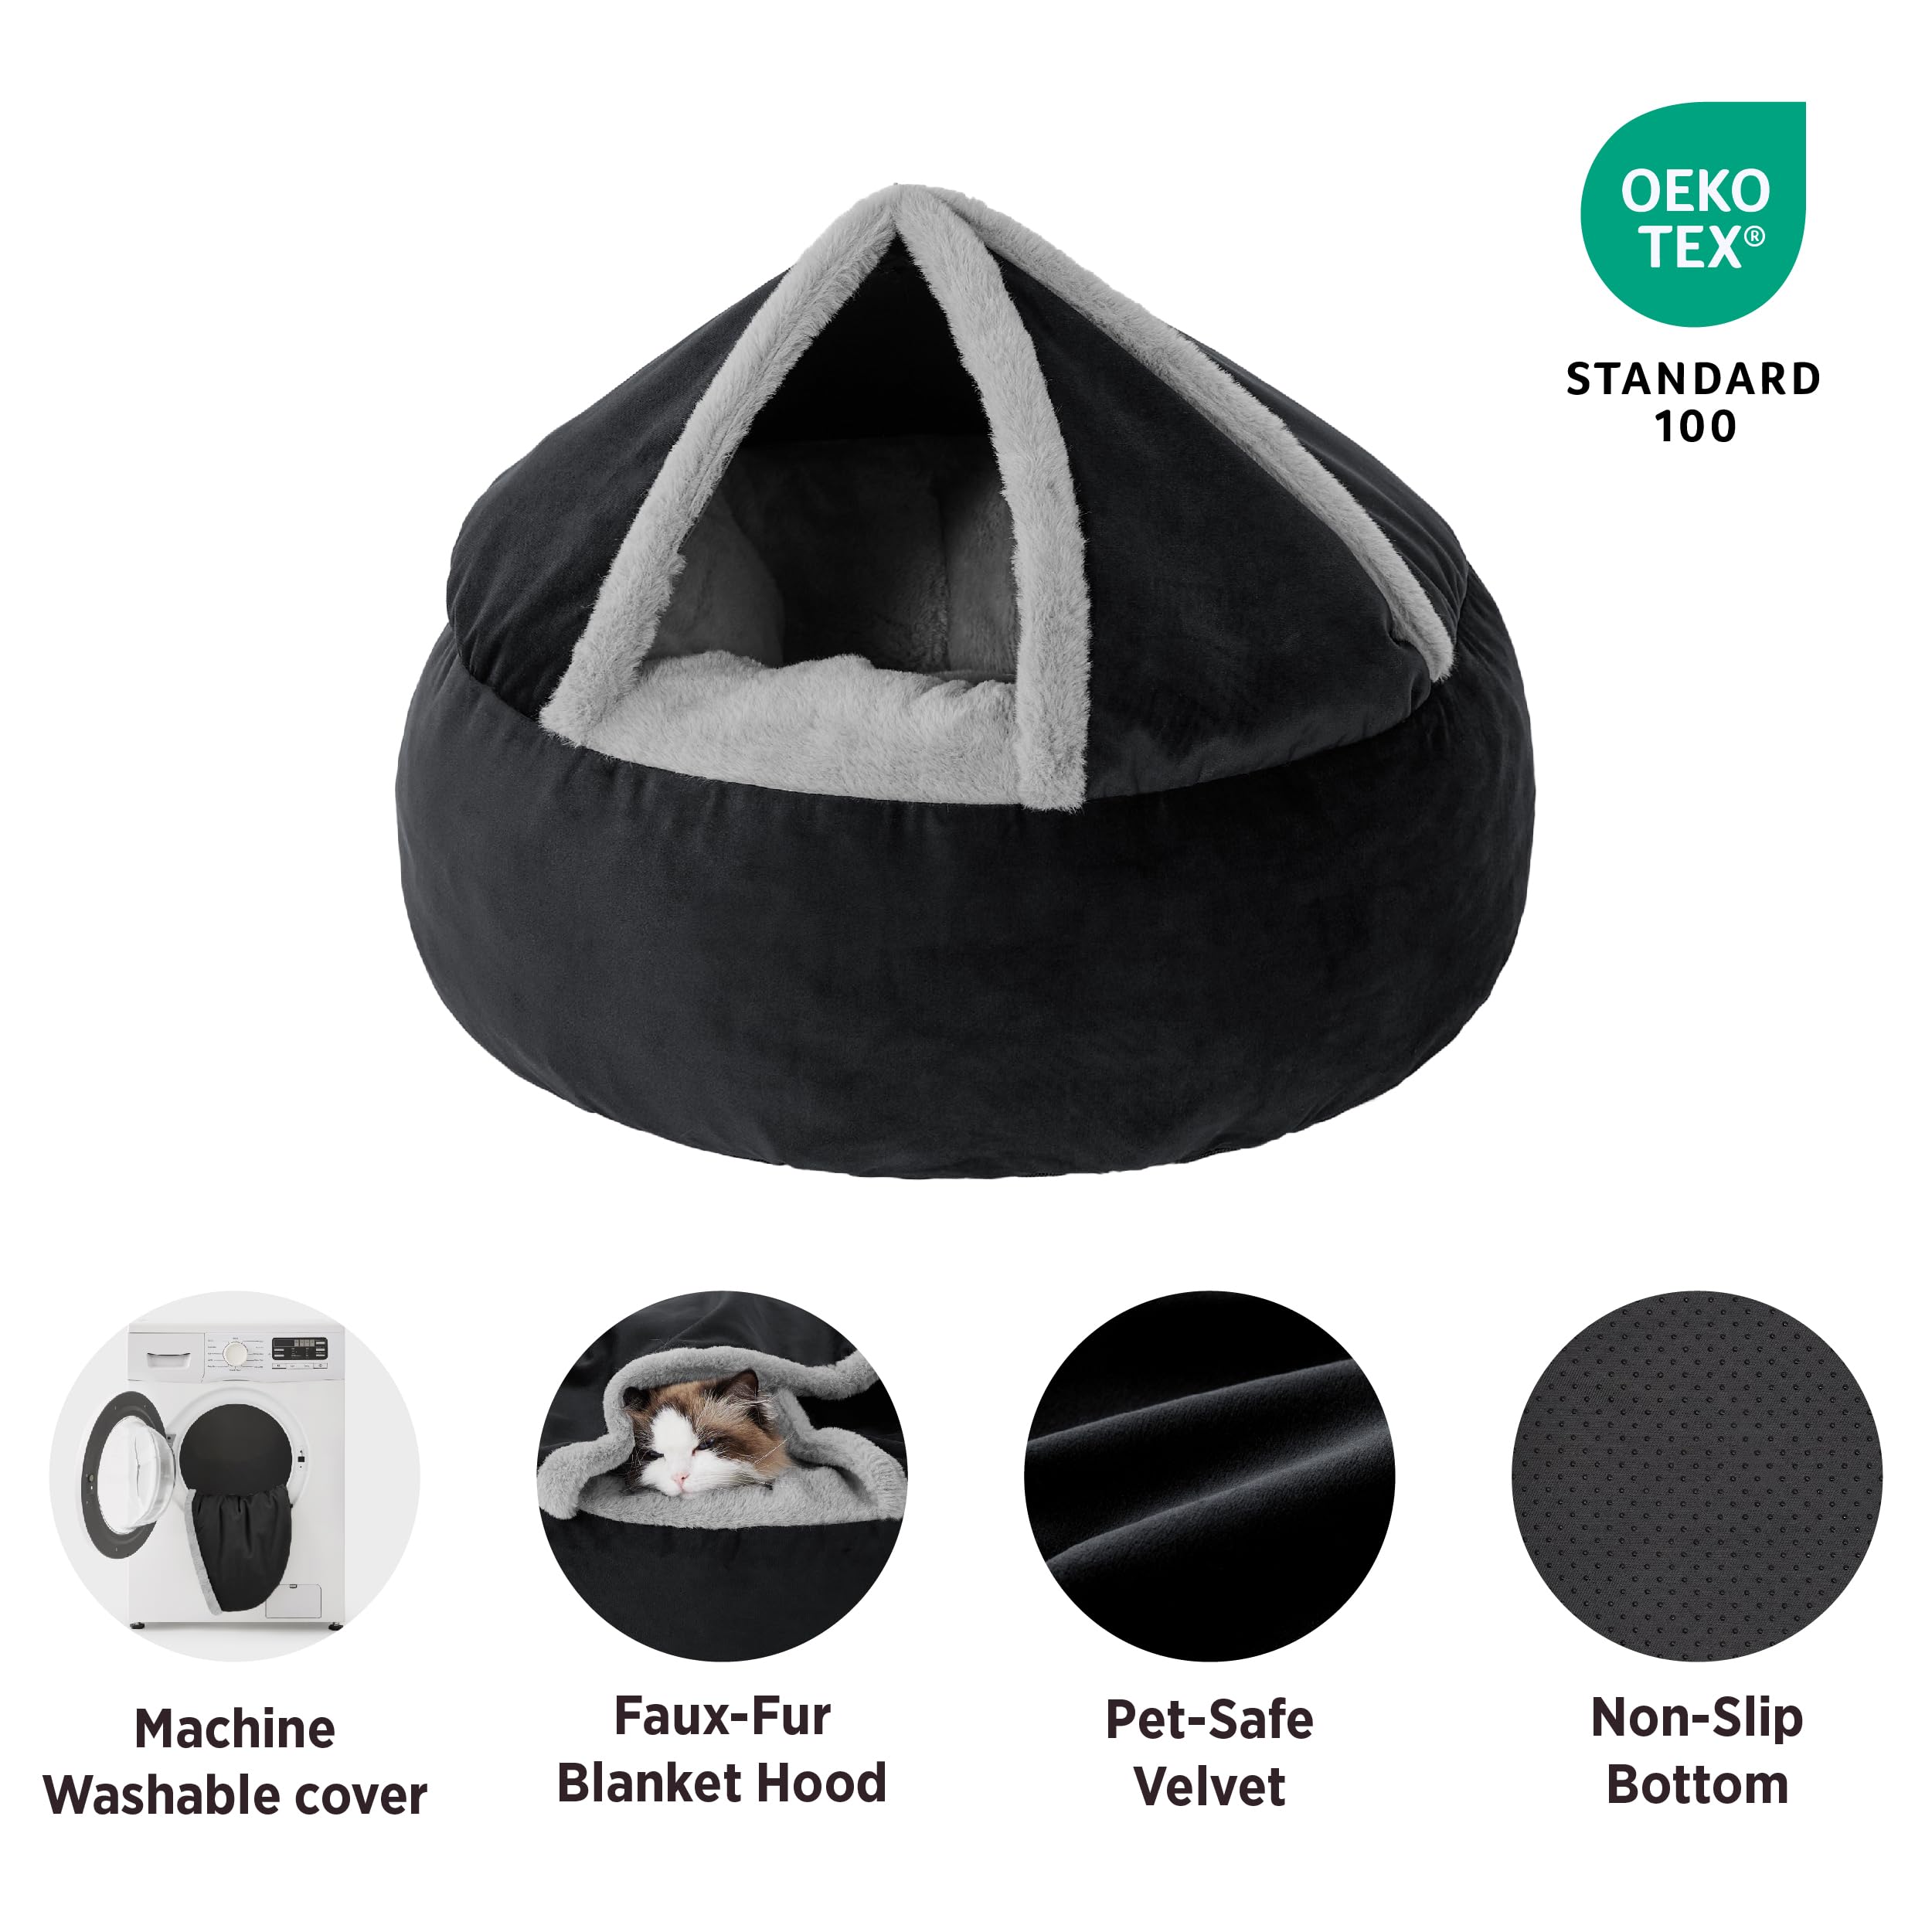 OEKO
TEX®
STANDARD
100
Machine
Washable cover
Faux-Fur
Blanket Hood
Pet-Safe
Velvet
Non-Slip
Bottom